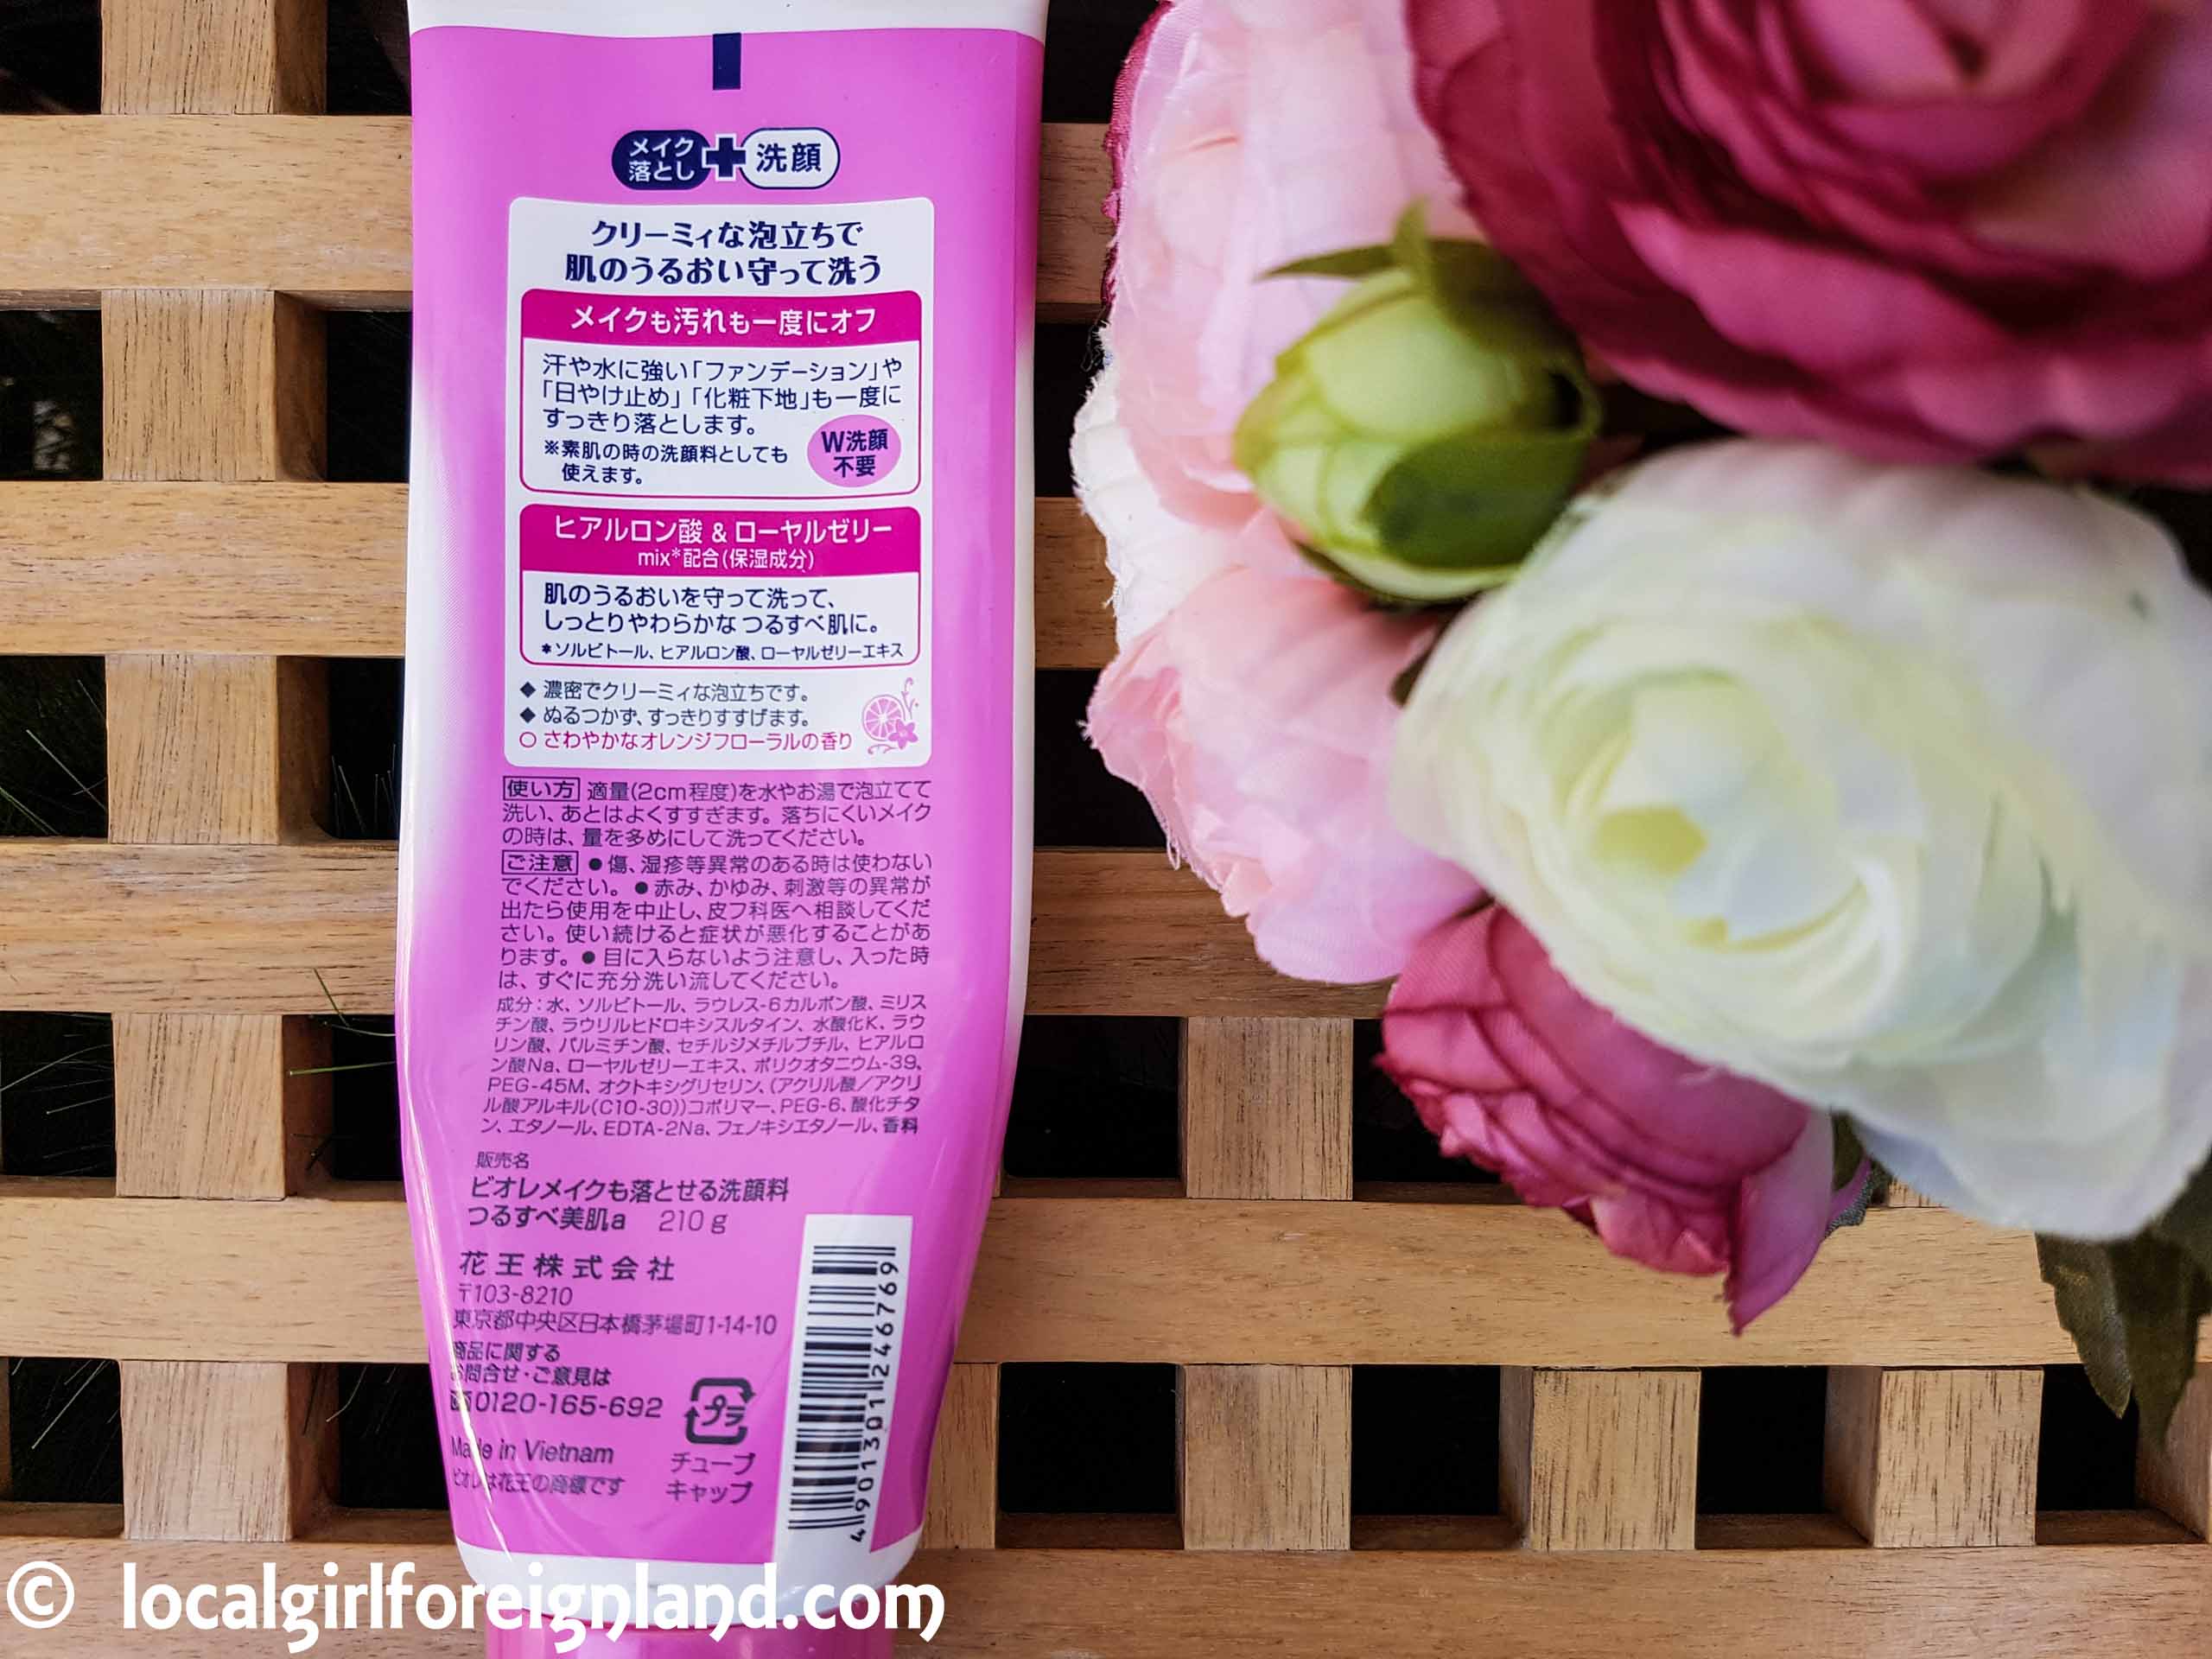 メイク
落とし
洗顔
クリーミィな泡立ちで
肌のうるおい守って洗う
メイクも汚れも一度にオフ
汗や水に強い「ファンデーション」や
「日やけ止め」「化粧下地」も一度に
すっきり落とします。
※素肌の時の洗顔料としても
使えます。
W洗顔
不要
ヒアルロン酸 & ローヤルゼリー
mix*配合(保湿成分)
肌のうるおいを守って洗って、
しっとりやわらかな つるすべ肌に。
*ソルビトール、ヒアルロン酸、ローヤルゼリーエキス
◆ 濃密でクリーミィな泡立ちです。
◆ ぬるつかず、すっきりすすげます。
○ さわやかなオレンジフローラルの香り
使い方 適量(2cm程度)を水やお湯で泡立てて
洗い、あとはよくすすぎます。落ちにくいメイク
の時は、量を多めにして洗ってください。
ご注意 ●傷、湿疹等異常のある時は使わない
でください。●赤み、かゆみ、刺激等の異常が
出たら使用を中止し、皮フ科医へ相談してくだ
さい。使い続けると症状が悪化することがあ
ります。●目に入らないよう注意し、入った時
は、すぐに充分洗い流してください。
成分:水、ソルビトール、ラウレス-6カルボン酸、ミリス
チン酸、ラウリルヒドロキシスルタイン、水酸化K、ラウ
リン酸、パルミチン酸、セチルジメチルブチル、ヒアルロ
ン酸Na、ローヤルゼリーエキス、ポリクオタニウム-39、
PEG-45M、オクトキシグリセリン、(アクリル酸/アクリ
ル酸アルキル(C10-30))コポリマー、PEG-6、酸化チタ
ン、エタノール、EDTA-2Na、フェノキシエタノール、香料
販売名
ビオレメイクも落とせる洗顔料
つるすべ美肌a 210g
花王株式会社
〒103-8210
東京都中央区日本橋茅場町1-14-10
商品に関する
お問合せ・ご意見は
0120-165-692
Made in Vietnam
ビオレは花王の商標です
プラ
チューブ
キャップ
4901301246769
© localgirlforeignland.com